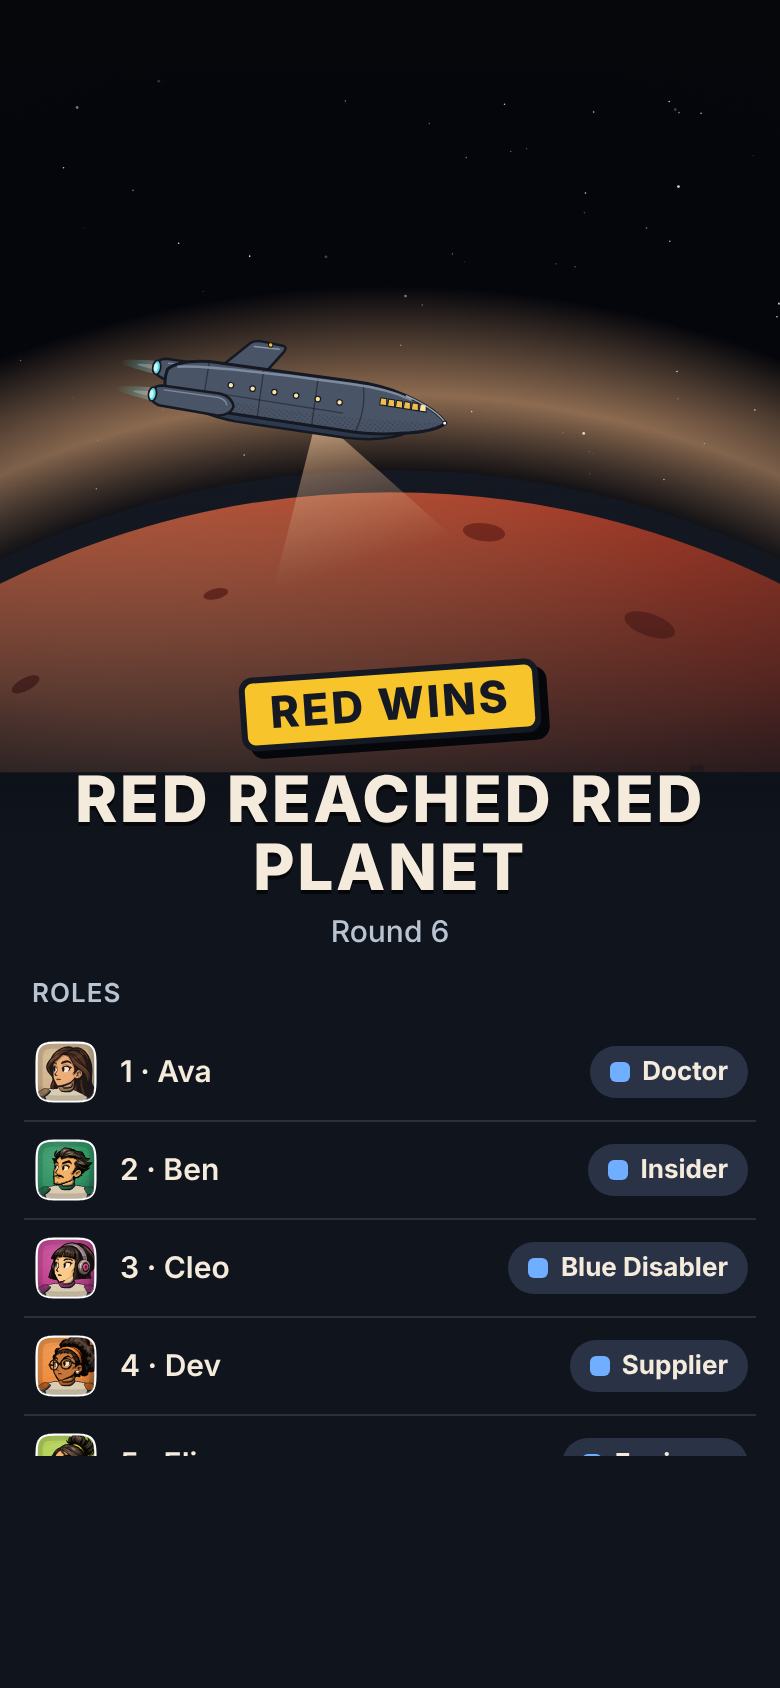 RED WINS
RED REACHED RED
PLANET
Round 6
ROLES
1 · Ava
Doctor
2 · Ben
Insider
3 · Cleo
Blue Disabler
4 · Dev
Supplier